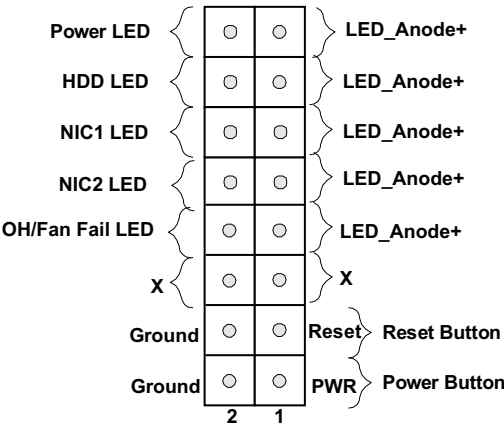 Power LED LED_Anode+
HDD LED LED_Anode+
NIC1 LED LED_Anode+
NIC2 LED LED_Anode+
OH/Fan Fail LED LED_Anode+
X X
Ground Reset Reset Button
Ground PWR Power Button
2 1